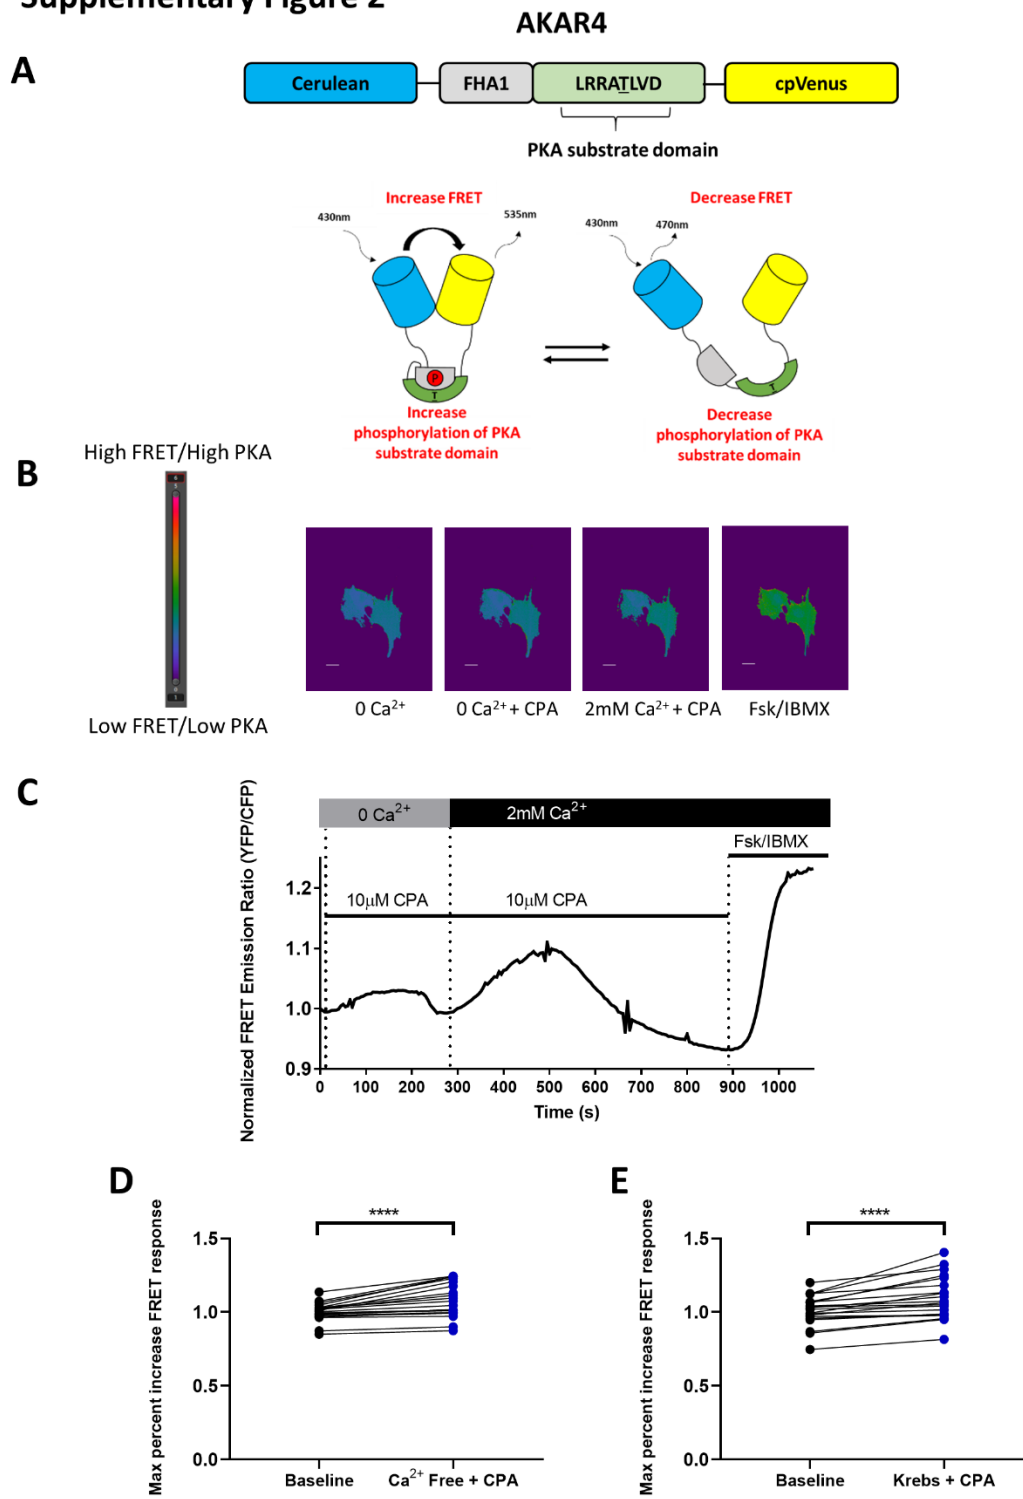 Supplementary Figure 2
AKAR4
A
Cerulean
FHA1
LRRATLVD
cpVenus
PKA substrate domain
Increase FRET
Decrease FRET
430nm
535nm
430nm
470nm
P
T
T
Increase
phosphorylation of PKA
substrate domain
Decrease
phosphorylation of PKA
substrate domain
B
High FRET/High PKA
Low FRET/Low PKA
0 Ca²⁺
0 Ca²⁺ + CPA
2mM Ca²⁺ + CPA
Fsk/IBMX
C
Normalized FRET Emission Ratio (YFP/CFP)
0 Ca²⁺
2mM Ca²⁺
Fsk/IBMX
10μM CPA
10μM CPA
1.2
1.1
1.0
0.9
0 100 200 300 400 500 600 700 800 900 1000
Time (s)
D
Max percent increase FRET response
****
1.5
1.0
0.5
0.0
Baseline
Ca²⁺ Free + CPA
E
Max percent increase FRET response
****
1.5
1.0
0.5
0.0
Baseline
Krebs + CPA